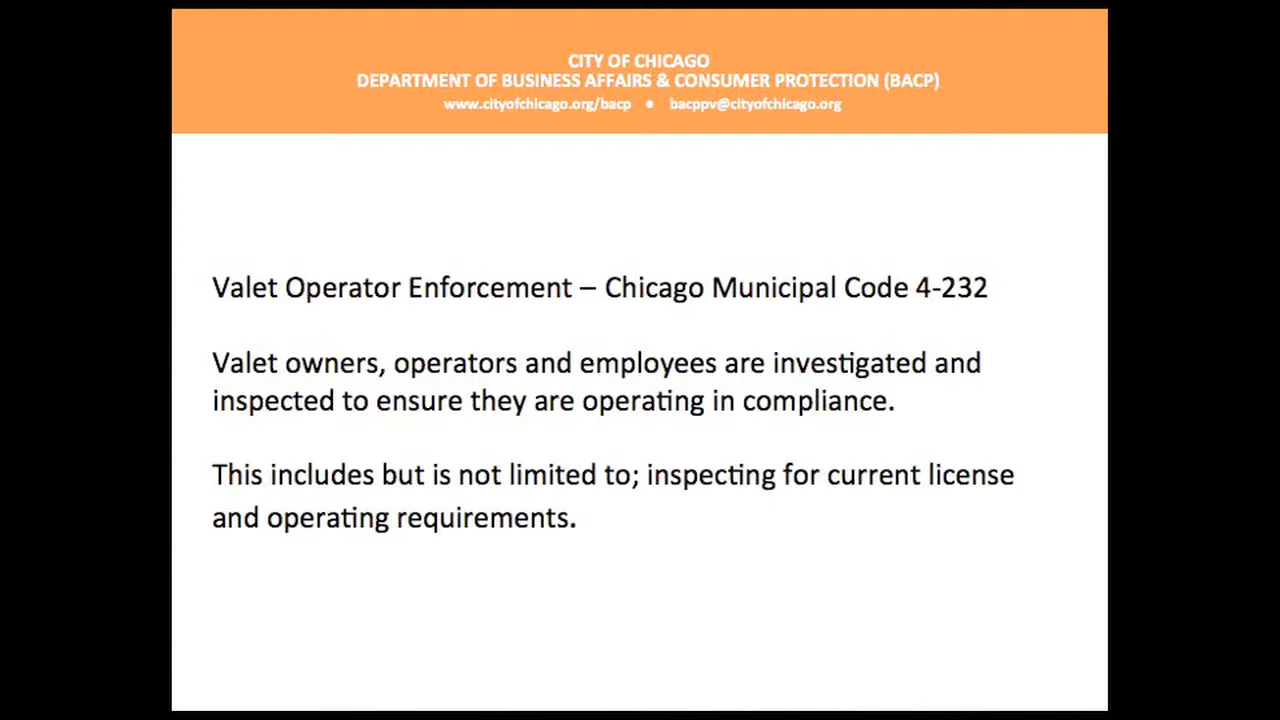 CITY OF CHICAGO
DEPARTMENT OF BUSINESS AFFAIRS & CONSUMER PROTECTION (BACP)
www.cityofchicago.org/bacp • bacppv@cityofchicago.org
Valet Operator Enforcement – Chicago Municipal Code 4-232
Valet owners, operators and employees are investigated and
inspected to ensure they are operating in compliance.
This includes but is not limited to; inspecting for current license
and operating requirements.